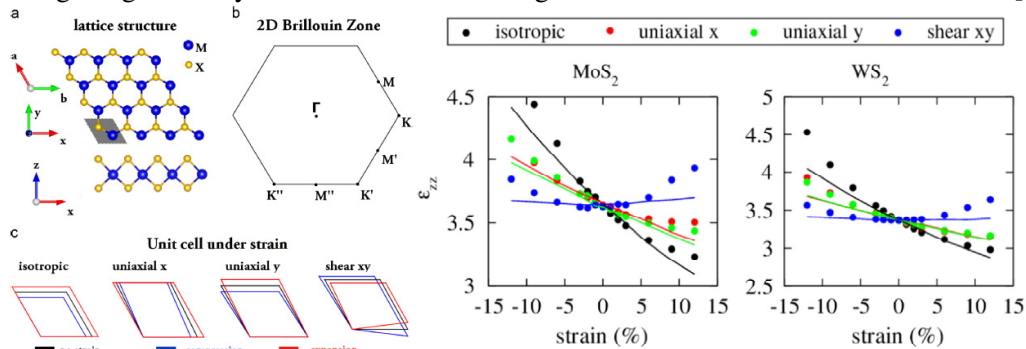 a
lattice structure
M
X
a
b
y
x
z
x
b
2D Brillouin Zone
Γ
M
K
M'
K''
M''
K'
c
Unit cell under strain
isotropic
uniaxial x
uniaxial y
shear xy
isotropic
uniaxial x
uniaxial y
shear xy
MoS₂
ε_zz
4.5
4
3.5
3
-15 -10 -5 0 5 10 15
strain (%)
WS₂
5
4.5
4
3.5
3
2.5
-15 -10 -5 0 5 10 15
strain (%)